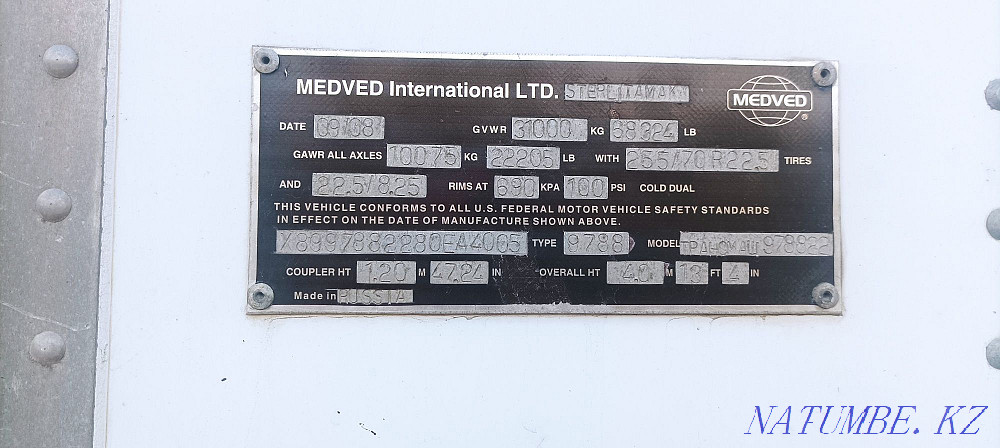 MEDVED International LTD. STERLITAMAK
MEDVED ®
DATE 09/08 GVWR 31000 KG 68324 LB
GAWR ALL AXLES 10075 KG 22205 LB WITH 255/70 R22.5 TIRES
AND 22.5/8.25 RIMS AT 690 KPA 100 PSI COLD DUAL
THIS VEHICLE CONFORMS TO ALL U.S. FEDERAL MOTOR VEHICLE SAFETY STANDARDS
IN EFFECT ON THE DATE OF MANUFACTURE SHOWN ABOVE.
X8997882280EA4005 TYPE 9788 MODEL 978822
COUPLER HT 1.20 M 47.24 IN OVERALL HT 4.0 M 13 FT 4 IN
Made in RUSSIA
NATUMBE.KZ